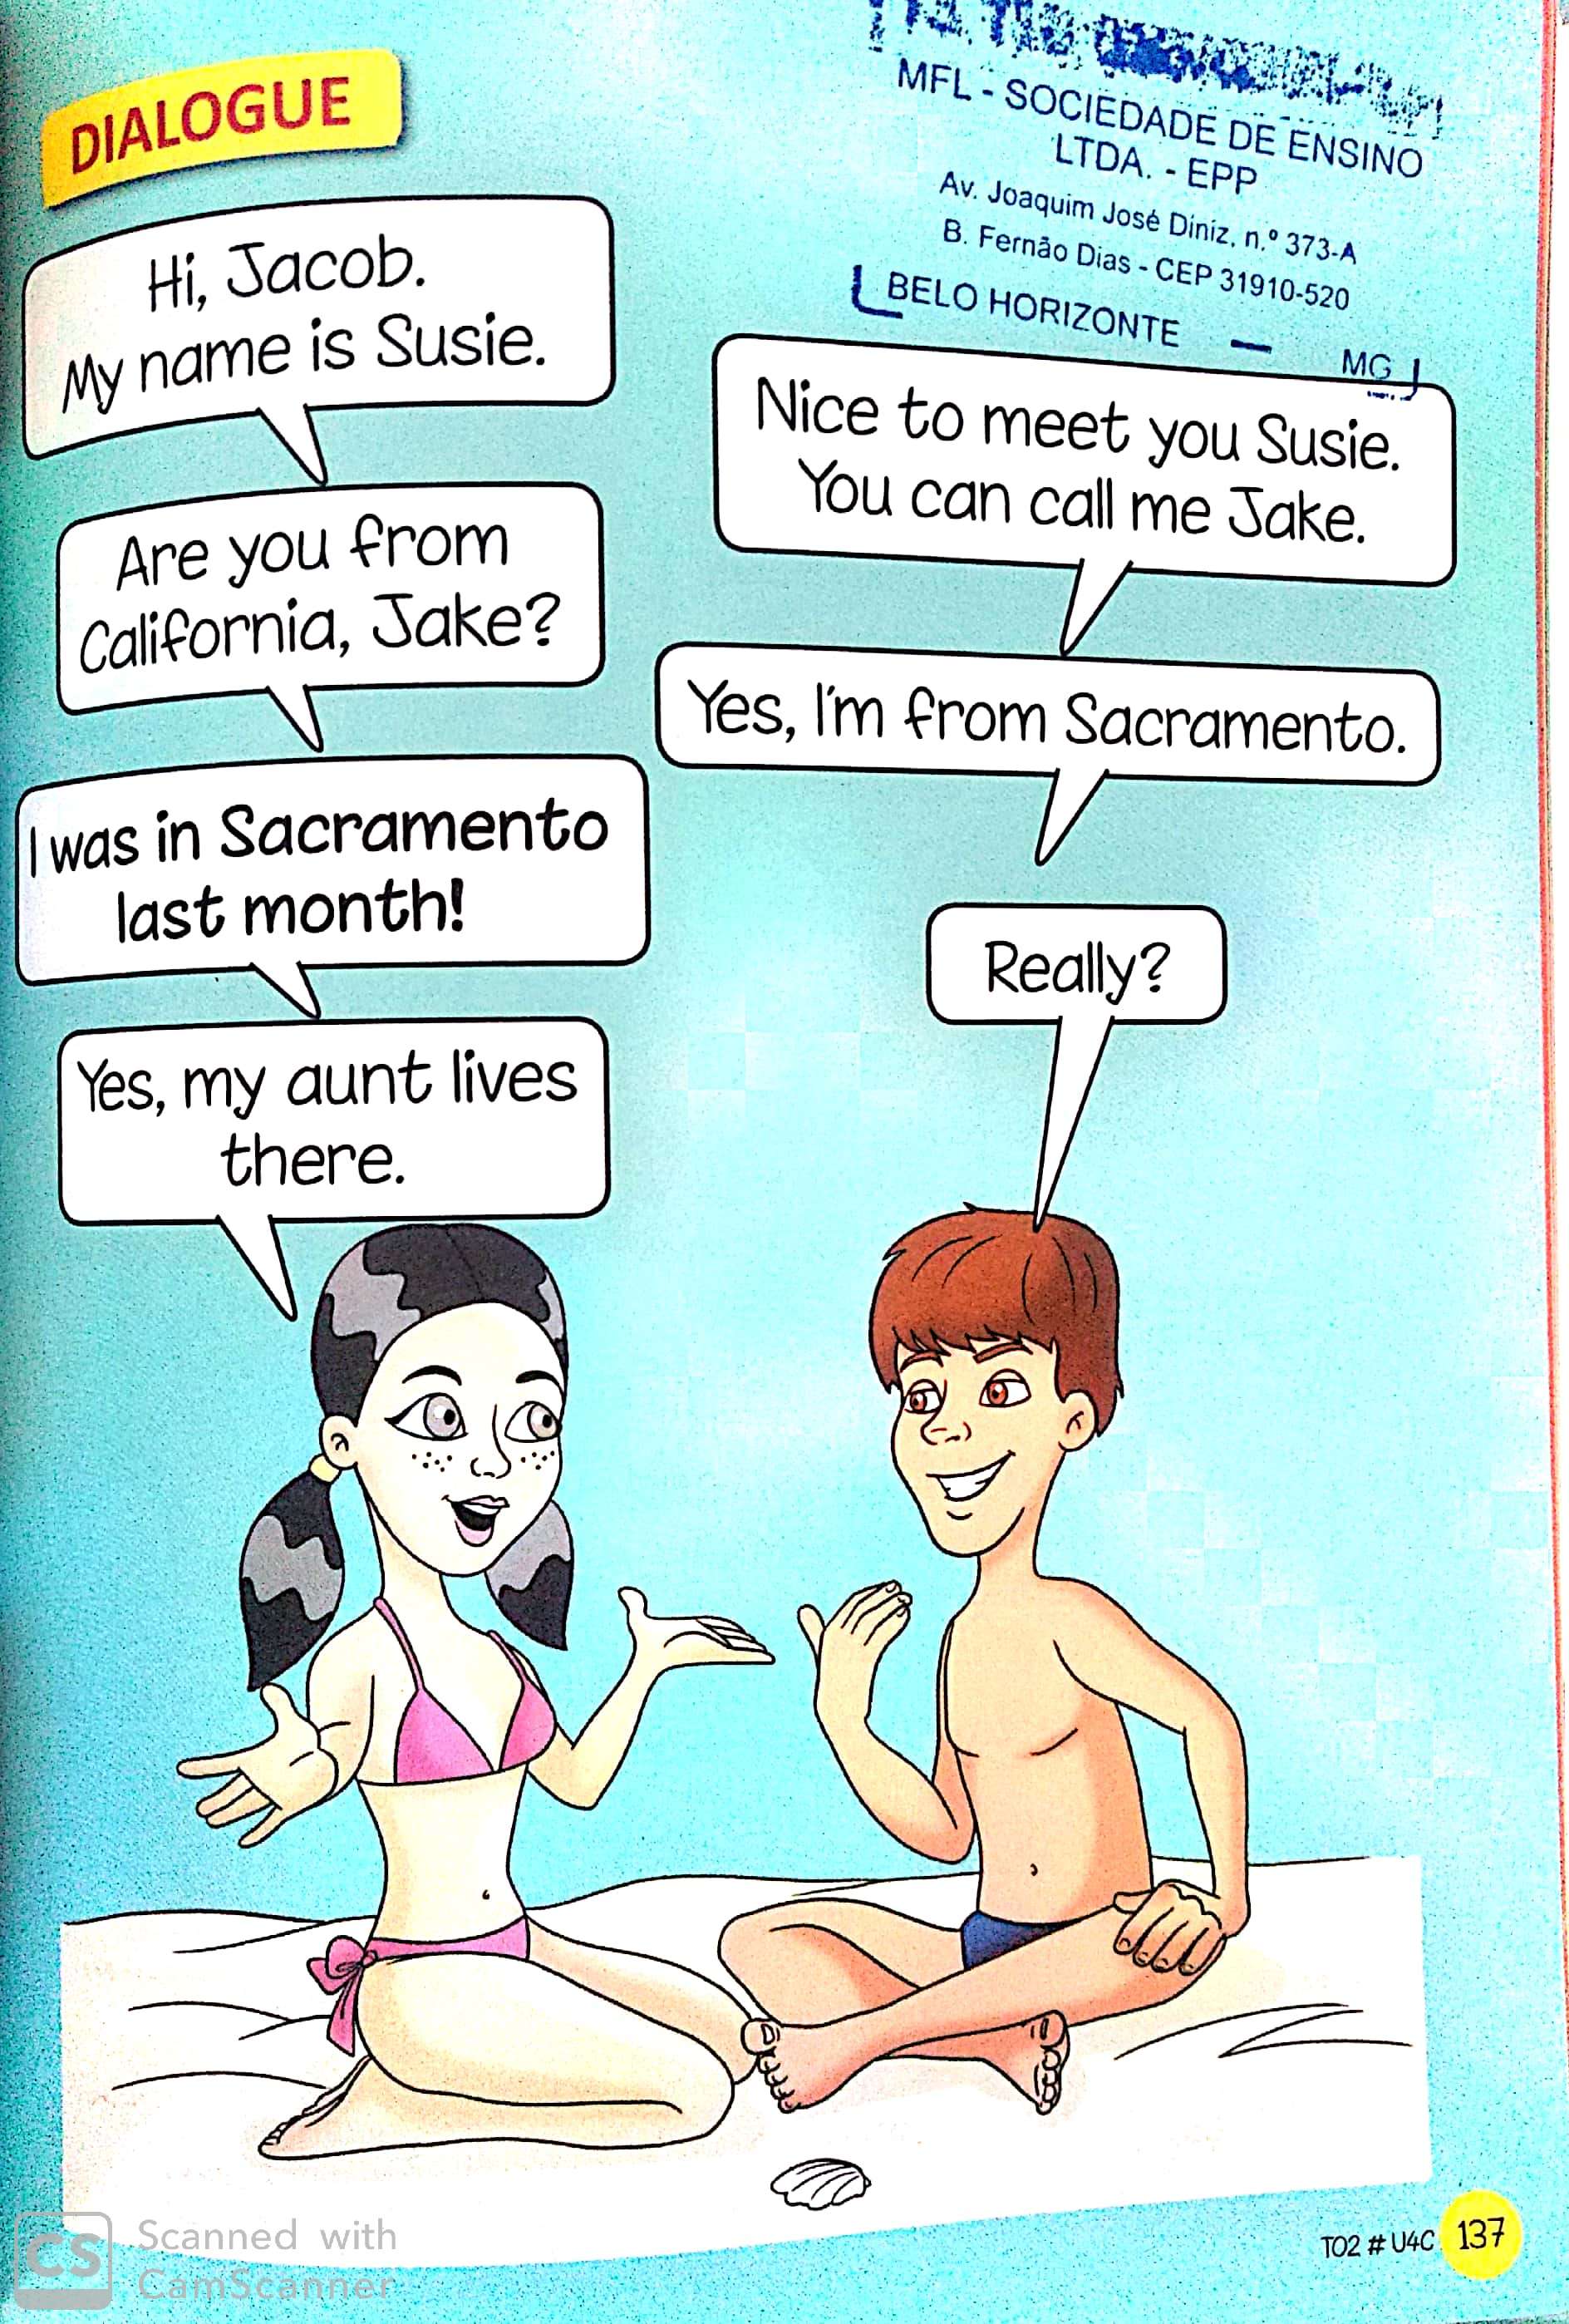 DIALOGUE
MFL - SOCIEDADE DE ENSINO
LTDA. - EPP
Av. Joaquim José Diniz, n.º 373-A
B. Fernão Dias - CEP 31910-520
BELO HORIZONTE - MG
Hi, Jacob.
My name is Susie.
Nice to meet you Susie.
You can call me Jake.
Are you from
California, Jake?
Yes, I'm from Sacramento.
I was in Sacramento
last month!
Really?
Yes, my aunt lives
there.
TO2 # U4C 137
CS Scanned with
CamScanner